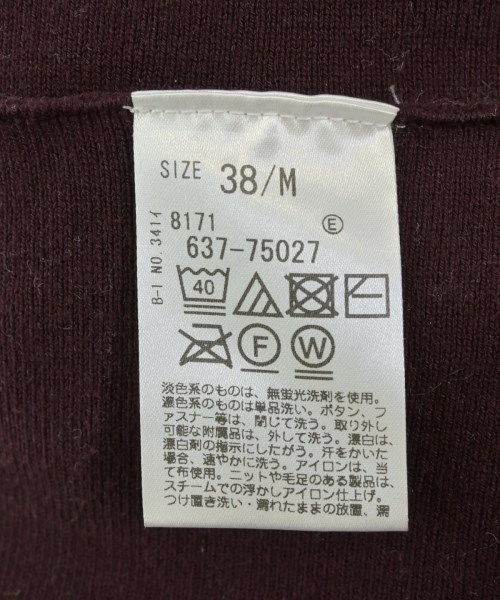 SIZE 38/M
B-1 NO.341イ
8171 E
637-75027
40
F W
淡色系のものは、無蛍光洗剤を使用。
濃色系のものは単品洗い。ボタン、フ
ァスナー等は、閉じて洗う。取り外し
可能な附属品は、外して洗う。漂白は、
漂白剤の指示にしたがう。汗をかいた
場合、速やかに洗う。アイロンは、当
て布使用。ニットや毛足のある製品は、
スチームでの浮かしアイロン仕上げ。
つけ置き洗い・濡れたままの放置、濡